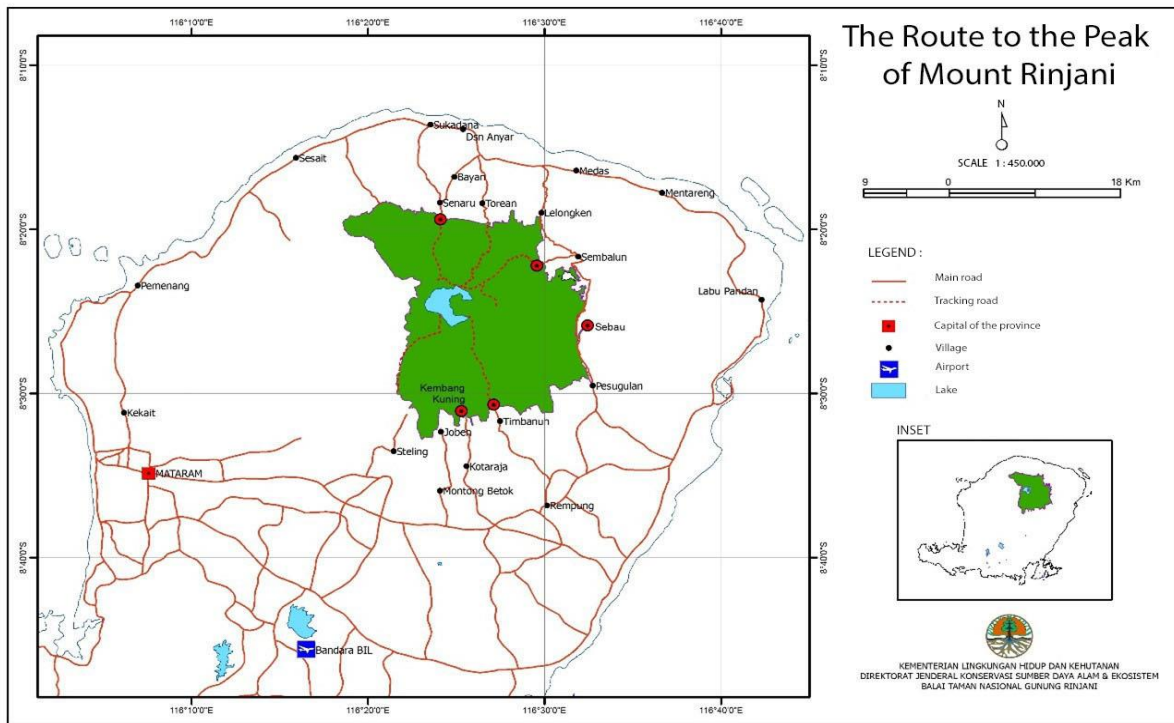 The Route to the Peak
of Mount Rinjani
N
SCALE 1 : 450.000
9 0 18 Km
LEGEND :
Main road
Tracking road
Capital of the province
Village
Airport
Lake
INSET
KEMENTERIAN LINGKUNGAN HIDUP DAN KEHUTANAN
DIREKTORAT JENDERAL KONSERVASI SUMBER DAYA ALAM & EKOSISTEM
BALAI TAMAN NASIONAL GUNUNG RINJANI
116°10'0"E 116°20'0"E 116°30'0"E 116°40'0"E
8°10'0"S 8°10'0"S
8°20'0"S 8°20'0"S
8°30'0"S 8°30'0"S
8°40'0"S 8°40'0"S
Sukadana
Dsn Anyar
Sesait
Bayan
Medas
Mentareng
Senaru
Torean
Lelongken
Sembalun
Pemenang
Labu Pandan
Sebau
Pesugulan
Kembang
Kuning
Kekait
Timbanuh
Joben
Steling
Kotaraja
MATARAM
Montong Betok
Rempung
Bandara BIL
116°10'0"E 116°20'0"E 116°30'0"E 116°40'0"E